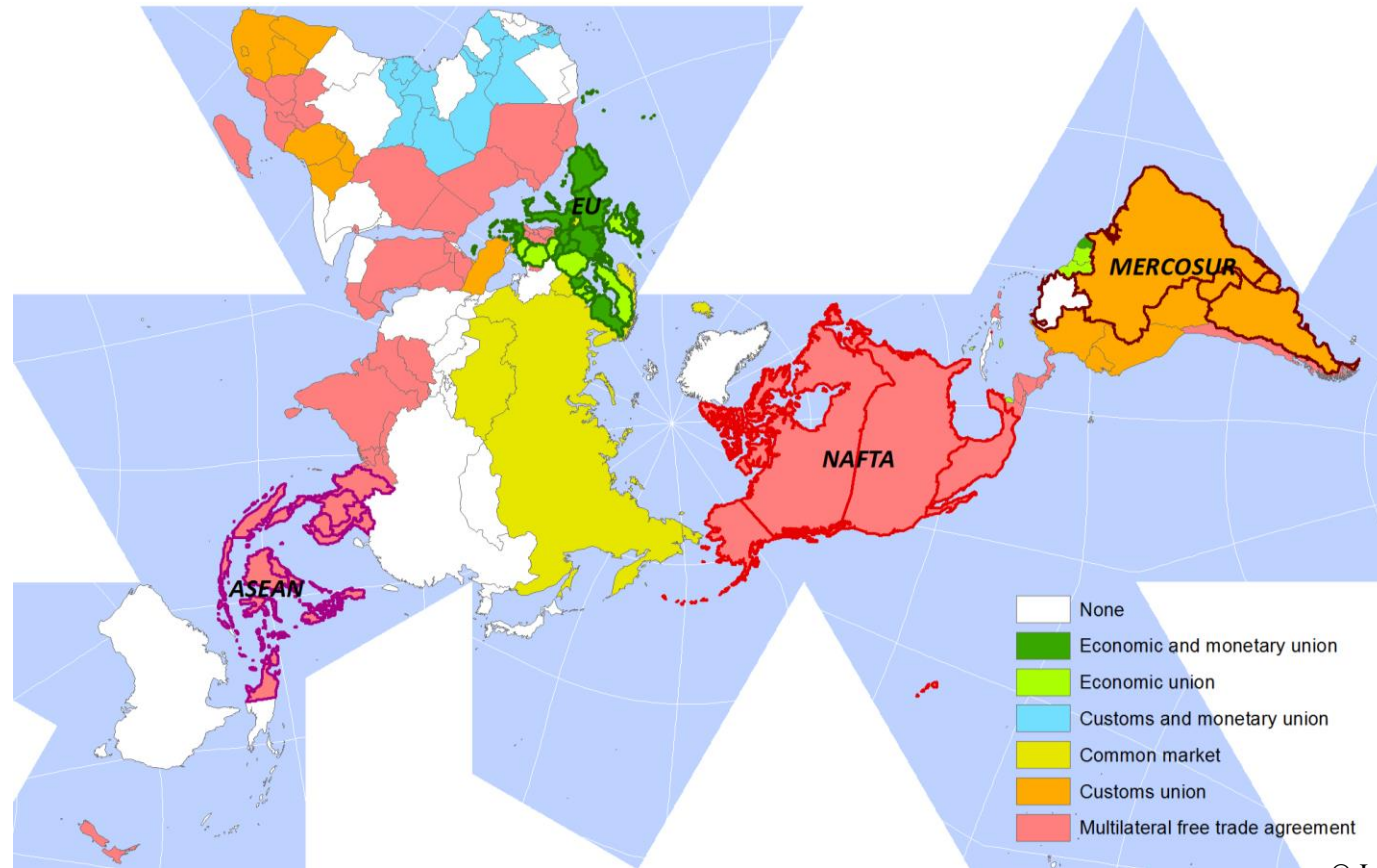 EU
MERCOSUR
NAFTA
ASEAN
None
Economic and monetary union
Economic union
Customs and monetary union
Common market
Customs union
Multilateral free trade agreement